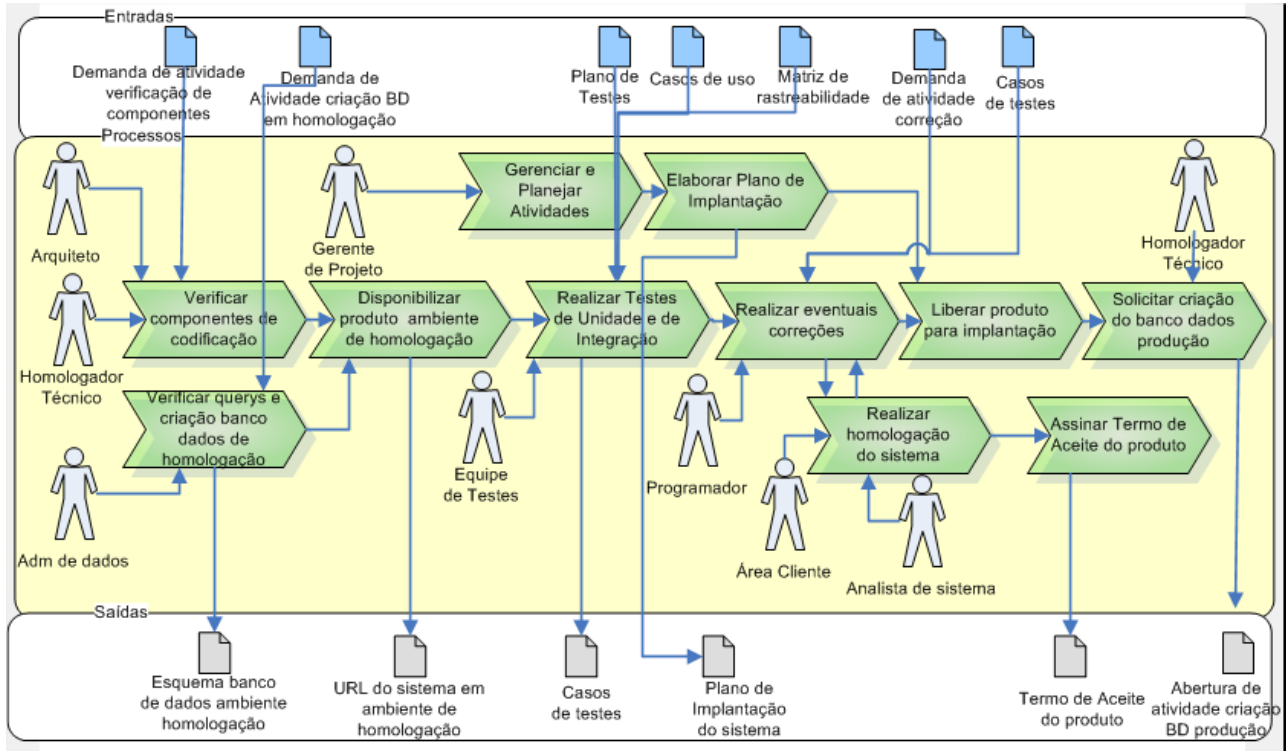 Entradas
Demanda de atividade
verificação de
componentes
Demanda de
Atividade criação BD
em homologação
Plano de
Testes
Casos de uso
Matriz de
rastreabilidade
Demanda
de atividade
correção
Casos
de testes
Processos
Arquiteto
Gerente
de Projeto
Gerenciar e
Planejar
Atividades
Elaborar Plano de
Implantação
Homologador
Técnico
Homologador
Técnico
Verificar
componentes de
codificação
Disponibilizar
produto ambiente
de homologação
Realizar Testes
de Unidade e de
Integração
Realizar eventuais
correções
Liberar produto
para implantação
Solicitar criação
do banco dados
produção
Verificar querys e
criação banco
dados de
homologação
Adm de dados
Equipe
de Testes
Programador
Realizar
homologação
do sistema
Assinar Termo de
Aceite do produto
Área Cliente
Analista de sistema
Saídas
Esquema banco
de dados ambiente
homologação
URL do sistema em
ambiente de
homologação
Casos
de testes
Plano de
Implantação
do sistema
Termo de Aceite
do produto
Abertura de
atividade criação
BD produção